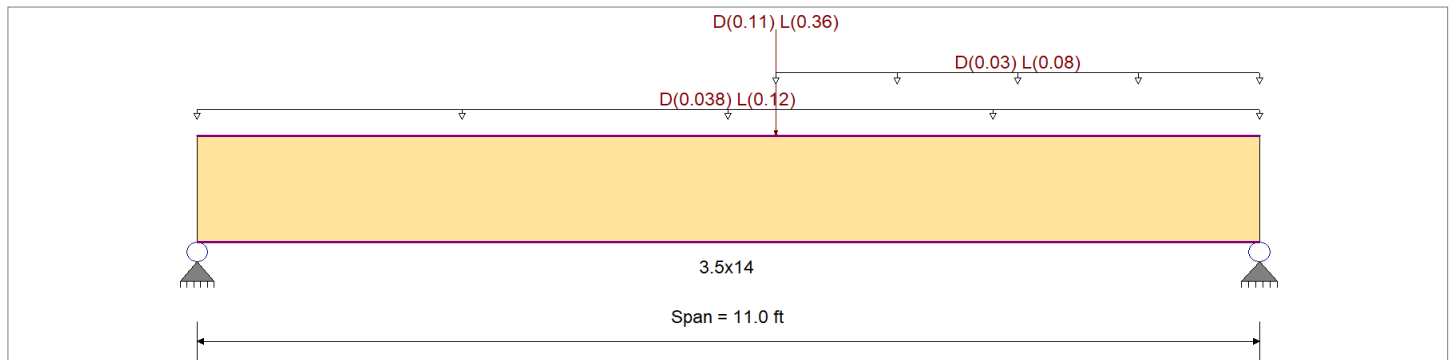 D(0.11) L(0.36)
D(0.03) L(0.08)
D(0.038) L(0.12)
3.5x14
Span = 11.0 ft